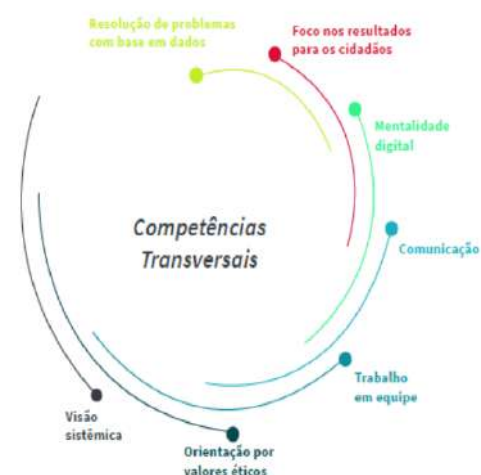 Resolução de problemas
com base em dados
Foco nos resultados
para os cidadãos
Mentalidade
digital
Competências
Transversais
Comunicação
Trabalho
em equipe
Visão
sistêmica
Orientação por
valores éticos